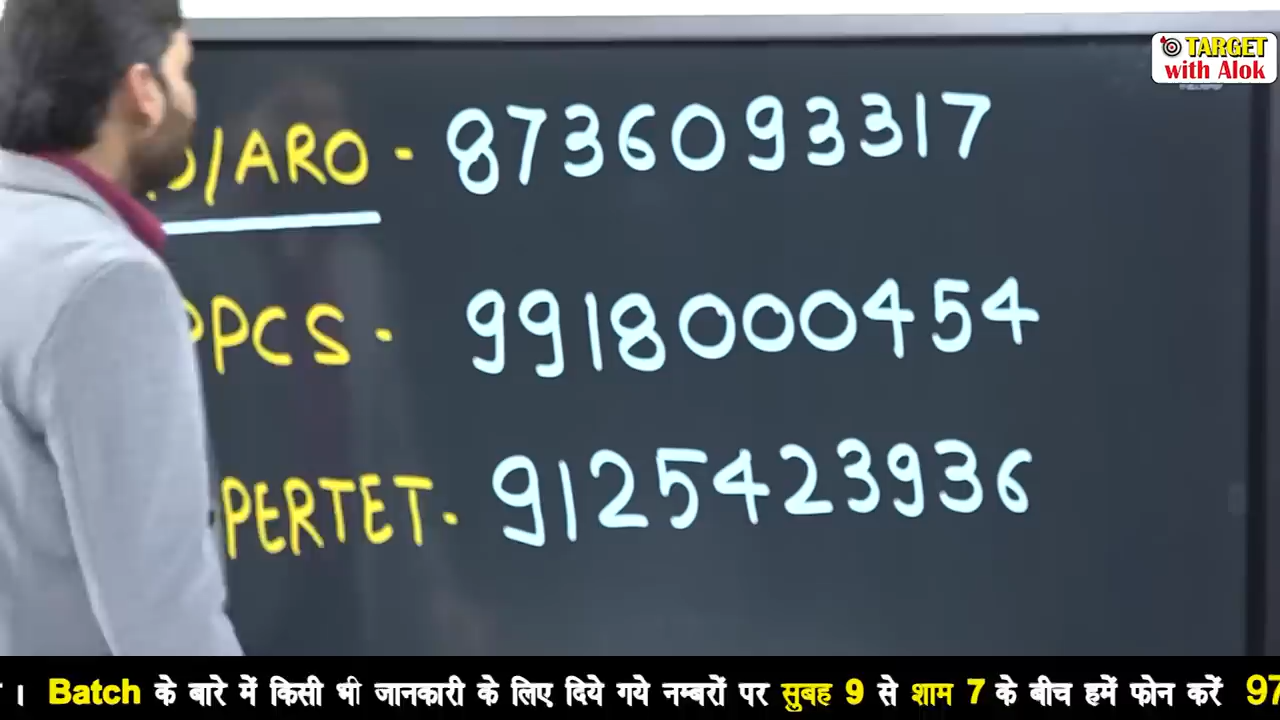 TARGET
with Alok
/ARO - 8736093317
PPCS - 9918000454
PERTET - 9125423936
। Batch के बारे में किसी भी जानकारी के लिए दिये गये नम्बरों पर सुबह 9 से शाम 7 के बीच हमें फोन करें 97